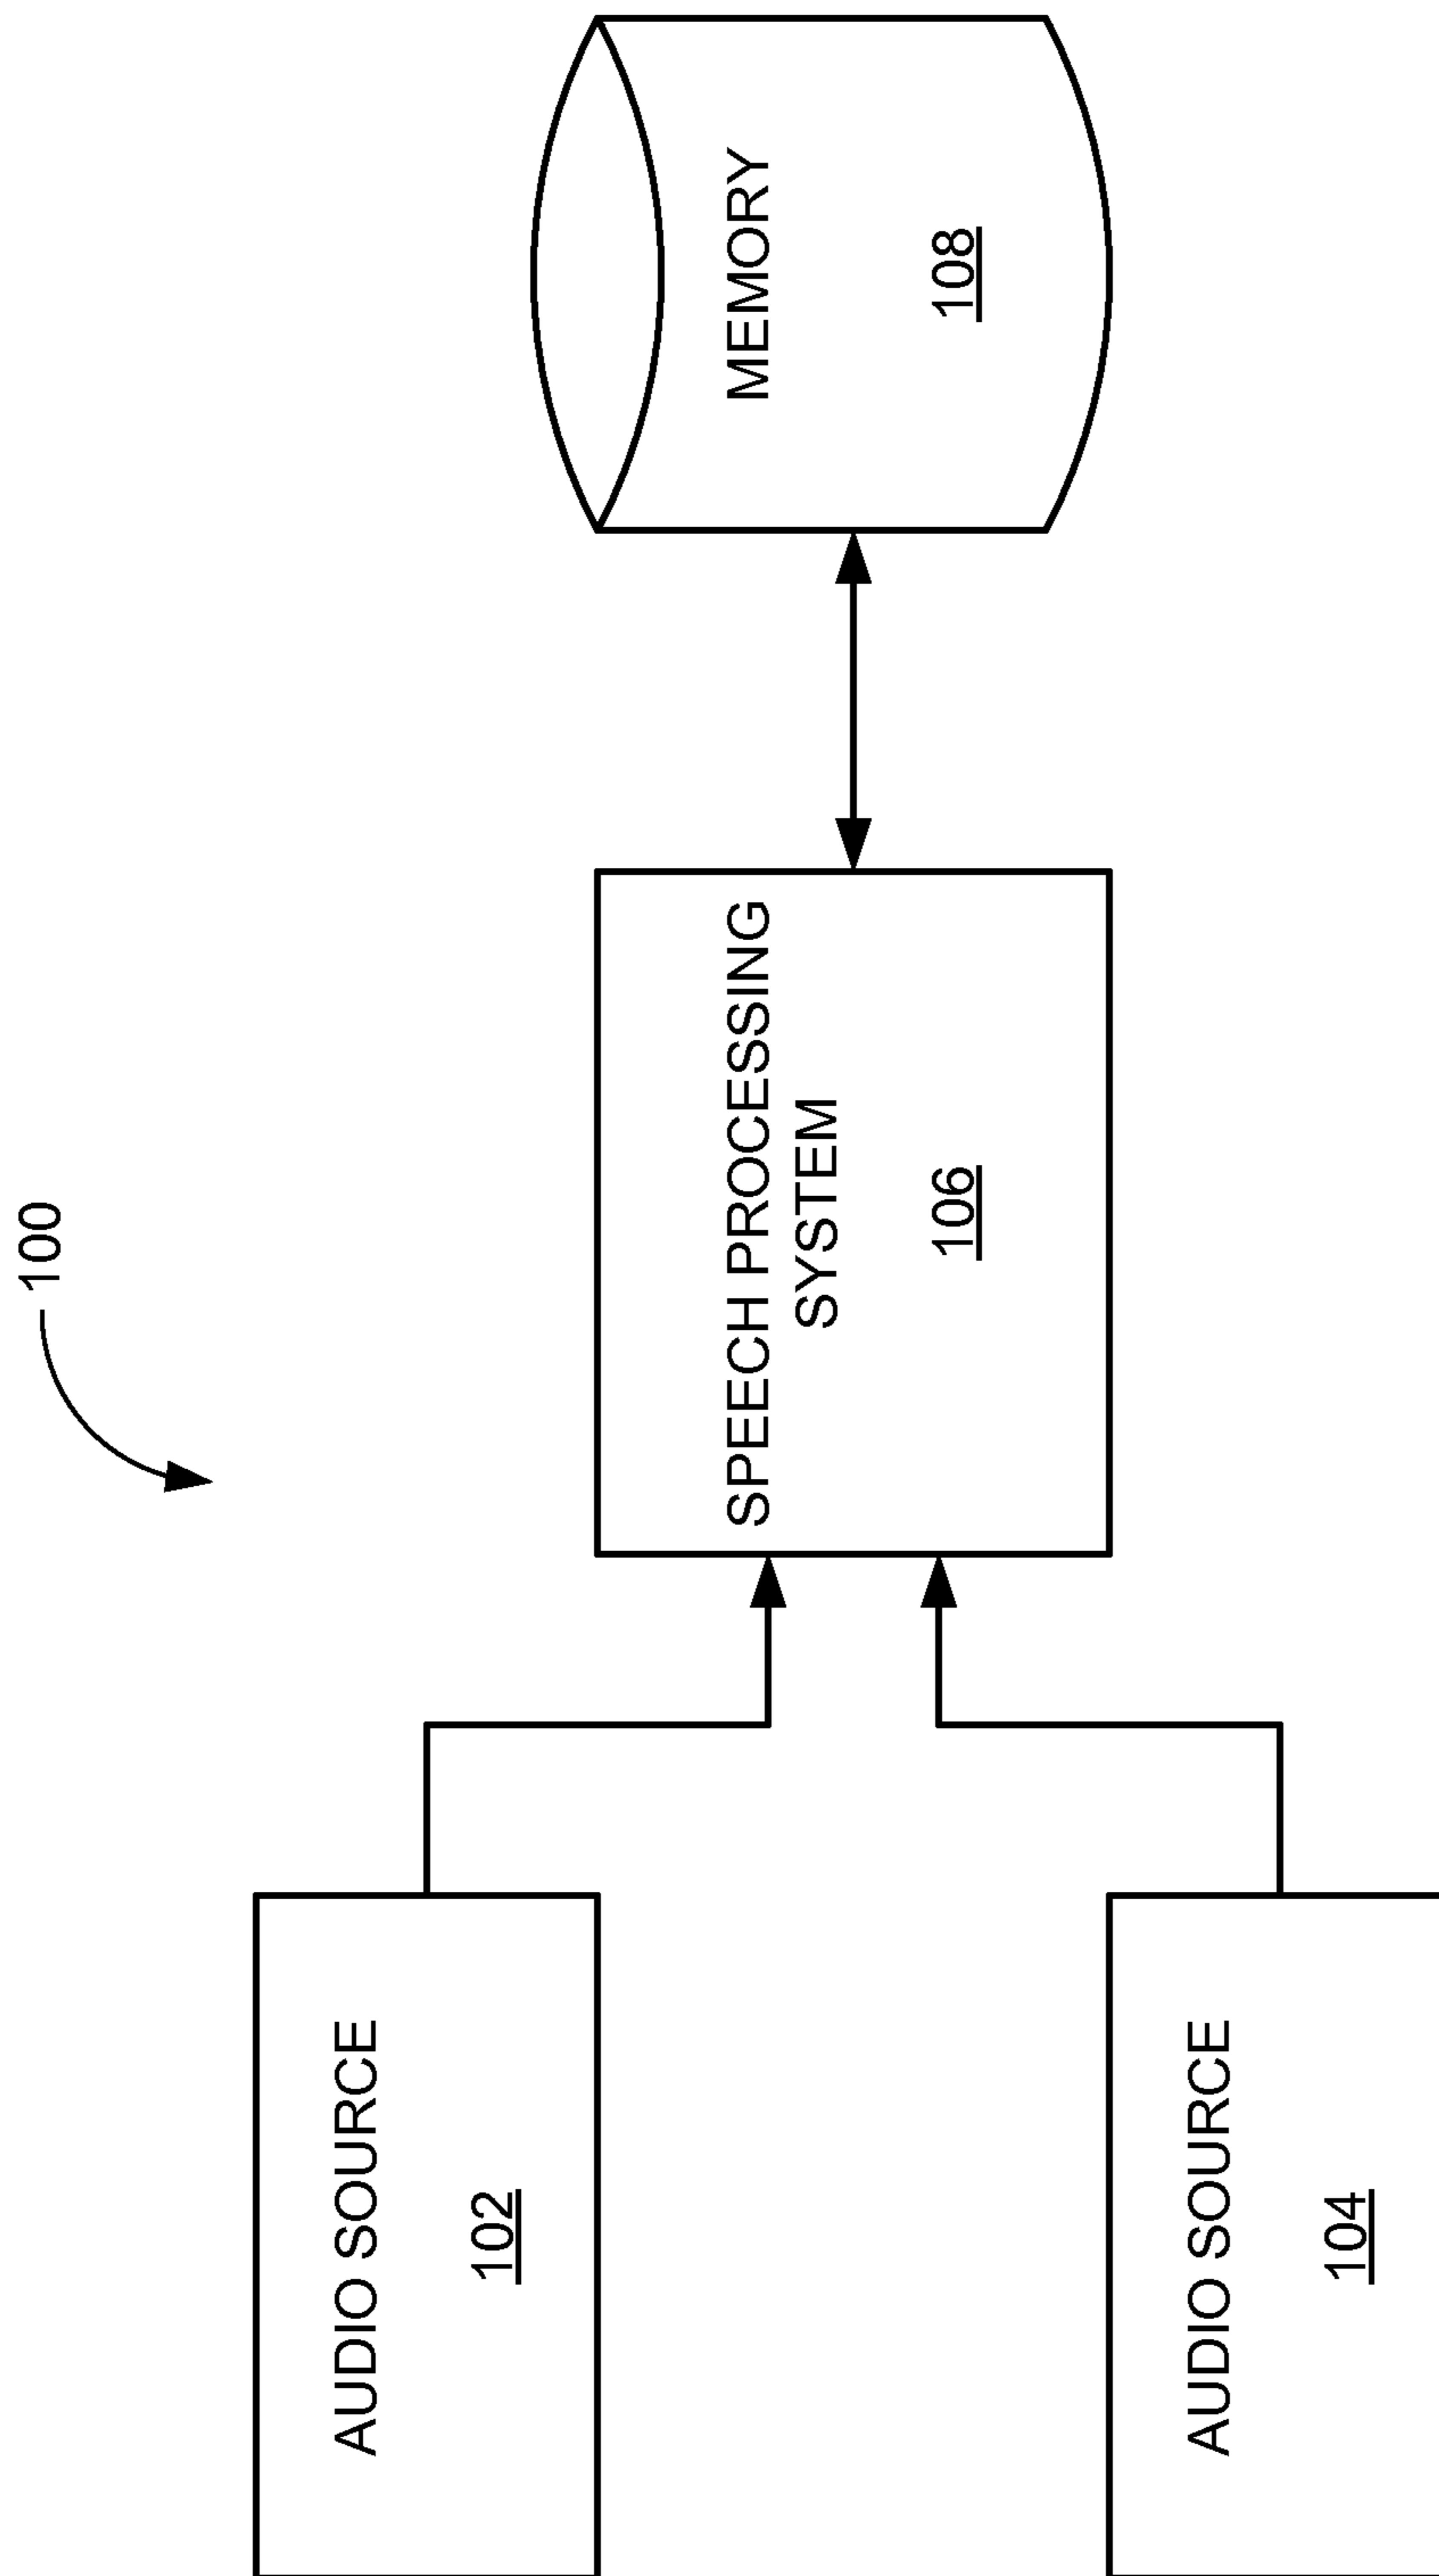 100
AUDIO SOURCE
102
SPEECH PROCESSING
SYSTEM
106
MEMORY
108
AUDIO SOURCE
104